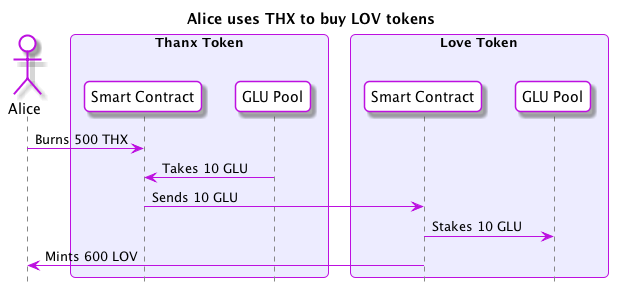 Alice uses THX to buy LOV tokens
Thanx Token
Love Token
Alice
Smart Contract
GLU Pool
Smart Contract
GLU Pool
Burns 500 THX
Takes 10 GLU
Sends 10 GLU
Stakes 10 GLU
Mints 600 LOV